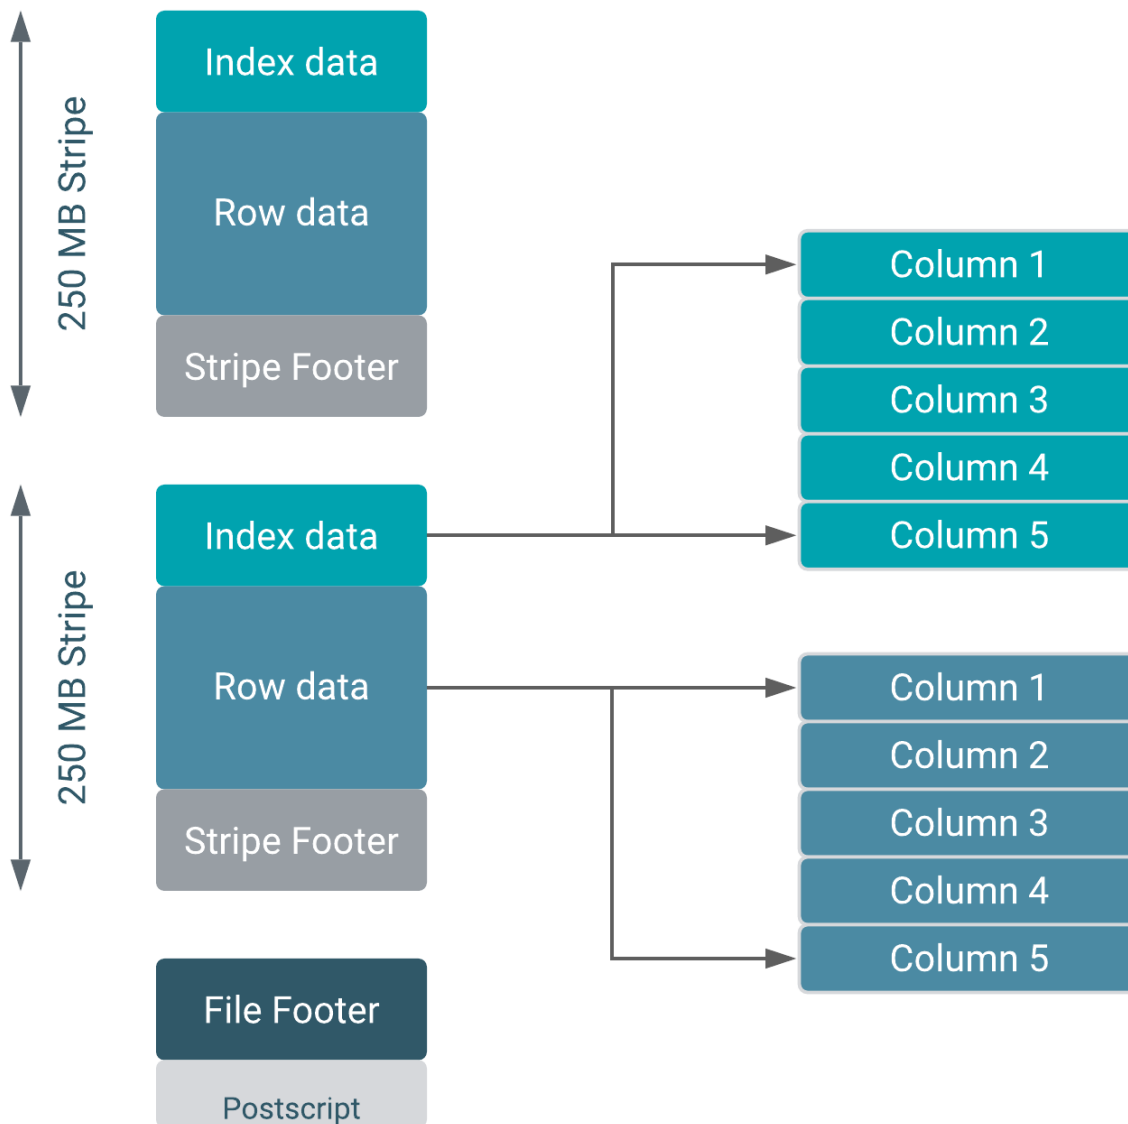 250 MB Stripe
Index data
Row data
Stripe Footer
250 MB Stripe
Index data
Row data
Stripe Footer
File Footer
Postscript
Column 1
Column 2
Column 3
Column 4
Column 5
Column 1
Column 2
Column 3
Column 4
Column 5